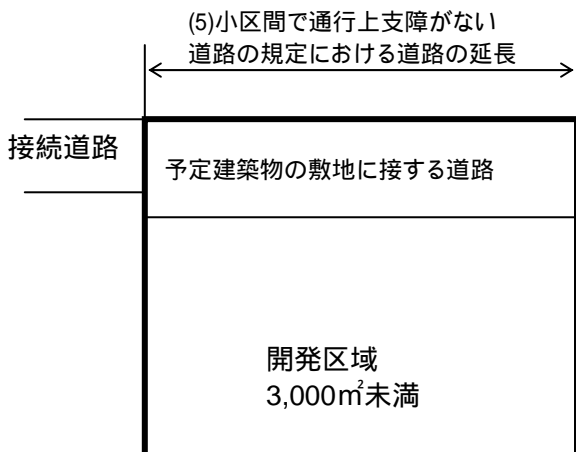 (5)小区間で通行上支障がない
道路の規定における道路の延長
接続道路
予定建築物の敷地に接する道路
開発区域
3,000㎡未満